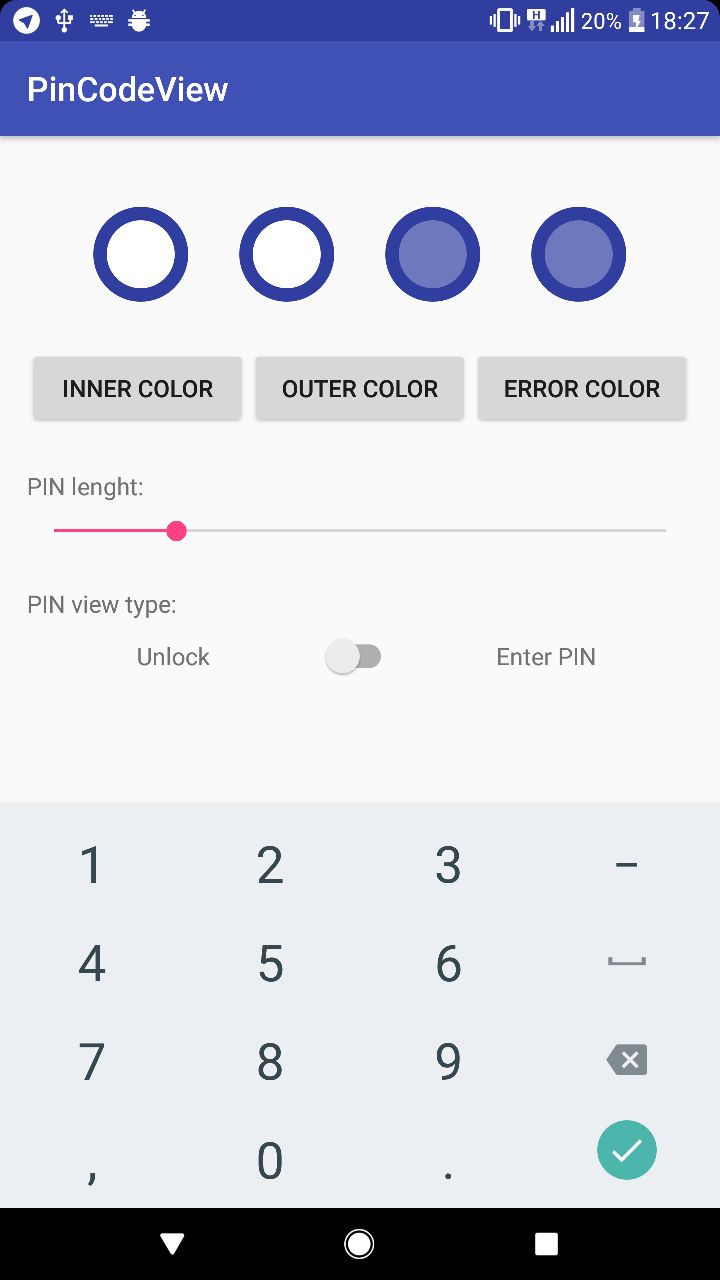 20% 18:27
PinCodeView
INNER COLOR OUTER COLOR ERROR COLOR
PIN lenght:
PIN view type:
Unlock Enter PIN
1 2 3 –
4 5 6
7 8 9
, 0 .